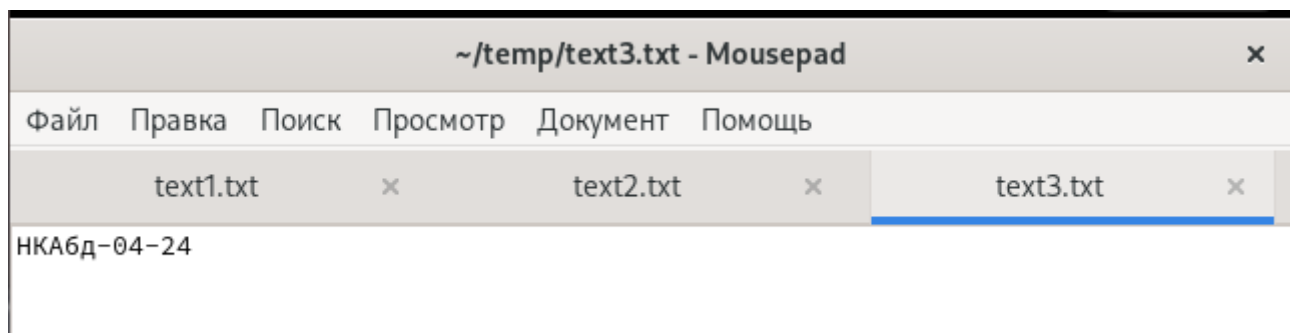 ~/temp/text3.txt - Mousepad ×
Файл Правка Поиск Просмотр Документ Помощь
text1.txt × text2.txt × text3.txt ×
НКАбд-04-24